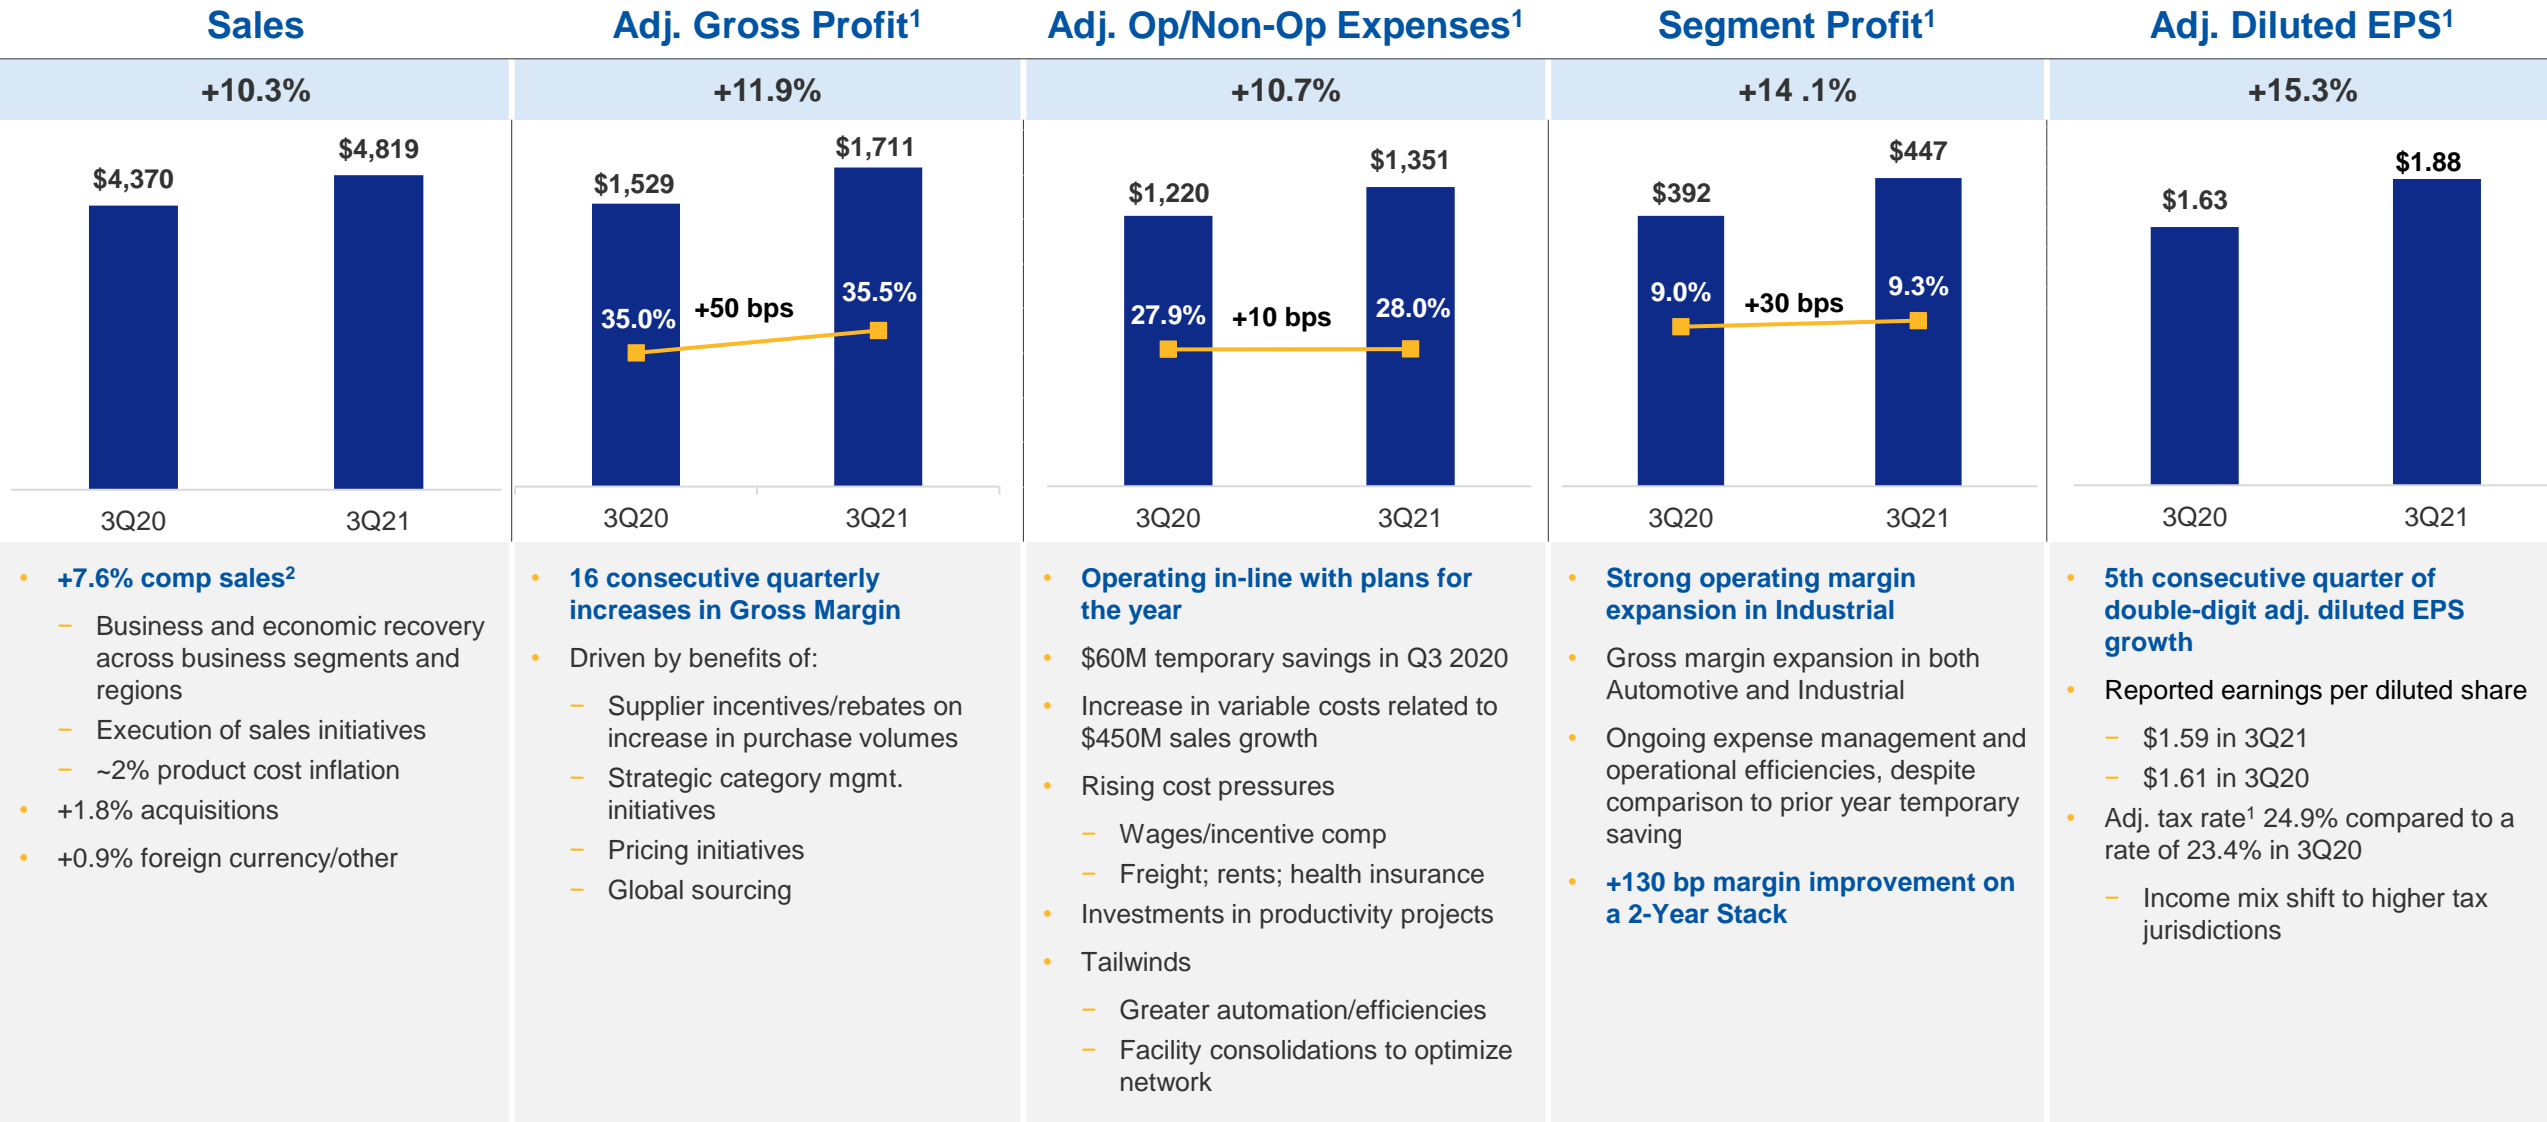 Sales
+10.3%
$4,370
$4,819
3Q20
3Q21
• +7.6% comp sales²
− Business and economic recovery
across business segments and
regions
− Execution of sales initiatives
− ~2% product cost inflation
• +1.8% acquisitions
• +0.9% foreign currency/other
Adj. Gross Profit¹
+11.9%
$1,529
$1,711
35.0%
+50 bps
35.5%
3Q20
3Q21
• 16 consecutive quarterly
increases in Gross Margin
• Driven by benefits of:
− Supplier incentives/rebates on
increase in purchase volumes
− Strategic category mgmt.
initiatives
− Pricing initiatives
− Global sourcing
Adj. Op/Non-Op Expenses¹
+10.7%
$1,220
$1,351
27.9%
+10 bps
28.0%
3Q20
3Q21
• Operating in-line with plans for
the year
• $60M temporary savings in Q3 2020
• Increase in variable costs related to
$450M sales growth
• Rising cost pressures
− Wages/incentive comp
− Freight; rents; health insurance
• Investments in productivity projects
• Tailwinds
− Greater automation/efficiencies
− Facility consolidations to optimize
network
Segment Profit¹
+14 .1%
$392
$447
9.0%
+30 bps
9.3%
3Q20
3Q21
• Strong operating margin
expansion in Industrial
• Gross margin expansion in both
Automotive and Industrial
• Ongoing expense management and
operational efficiencies, despite
comparison to prior year temporary
saving
• +130 bp margin improvement on
a 2-Year Stack
Adj. Diluted EPS¹
+15.3%
$1.63
$1.88
3Q20
3Q21
• 5th consecutive quarter of
double-digit adj. diluted EPS
growth
• Reported earnings per diluted share
− $1.59 in 3Q21
− $1.61 in 3Q20
• Adj. tax rate¹ 24.9% compared to a
rate of 23.4% in 3Q20
− Income mix shift to higher tax
jurisdictions